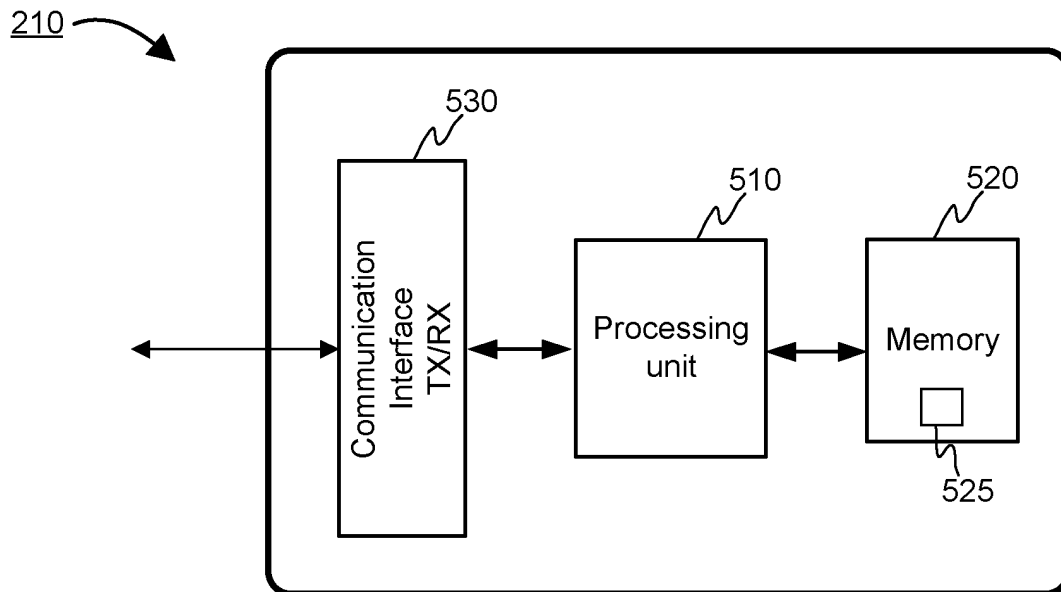 210
530
Communication
Interface
TX/RX
510
Processing
unit
520
Memory
525